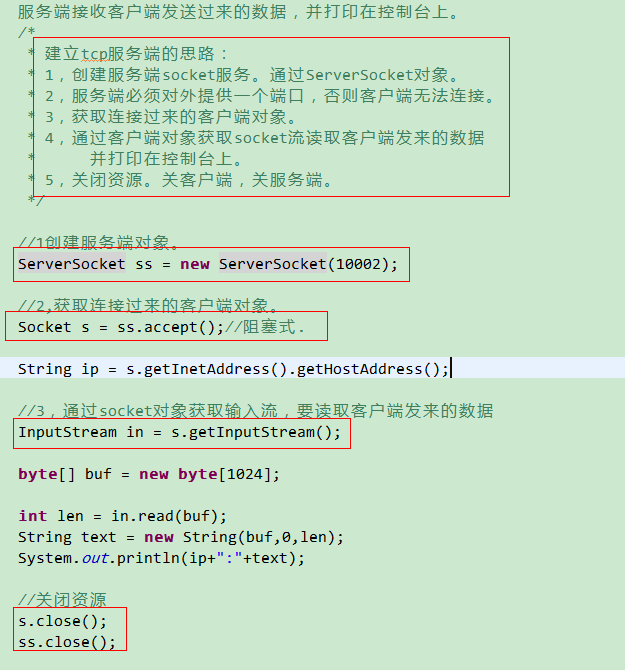 服务端接收客户端发送过来的数据，并打印在控制台上。
/*
* 建立tcp服务端的思路：
* 1，创建服务端socket服务。通过ServerSocket对象。
* 2，服务端必须对外提供一个端口，否则客户端无法连接。
* 3，获取连接过来的客户端对象。
* 4，通过客户端对象获取socket流读取客户端发来的数据
* 并打印在控制台上。
* 5，关闭资源。关客户端，关服务端。
*/
//1创建服务端对象。
ServerSocket ss = new ServerSocket(10002);
//2,获取连接过来的客户端对象。
Socket s = ss.accept();//阻塞式.
String ip = s.getInetAddress().getHostAddress();
//3，通过socket对象获取输入流，要读取客户端发来的数据
InputStream in = s.getInputStream();
byte[] buf = new byte[1024];
int len = in.read(buf);
String text = new String(buf,0,len);
System.out.println(ip+":"+text);
//关闭资源
s.close();
ss.close();